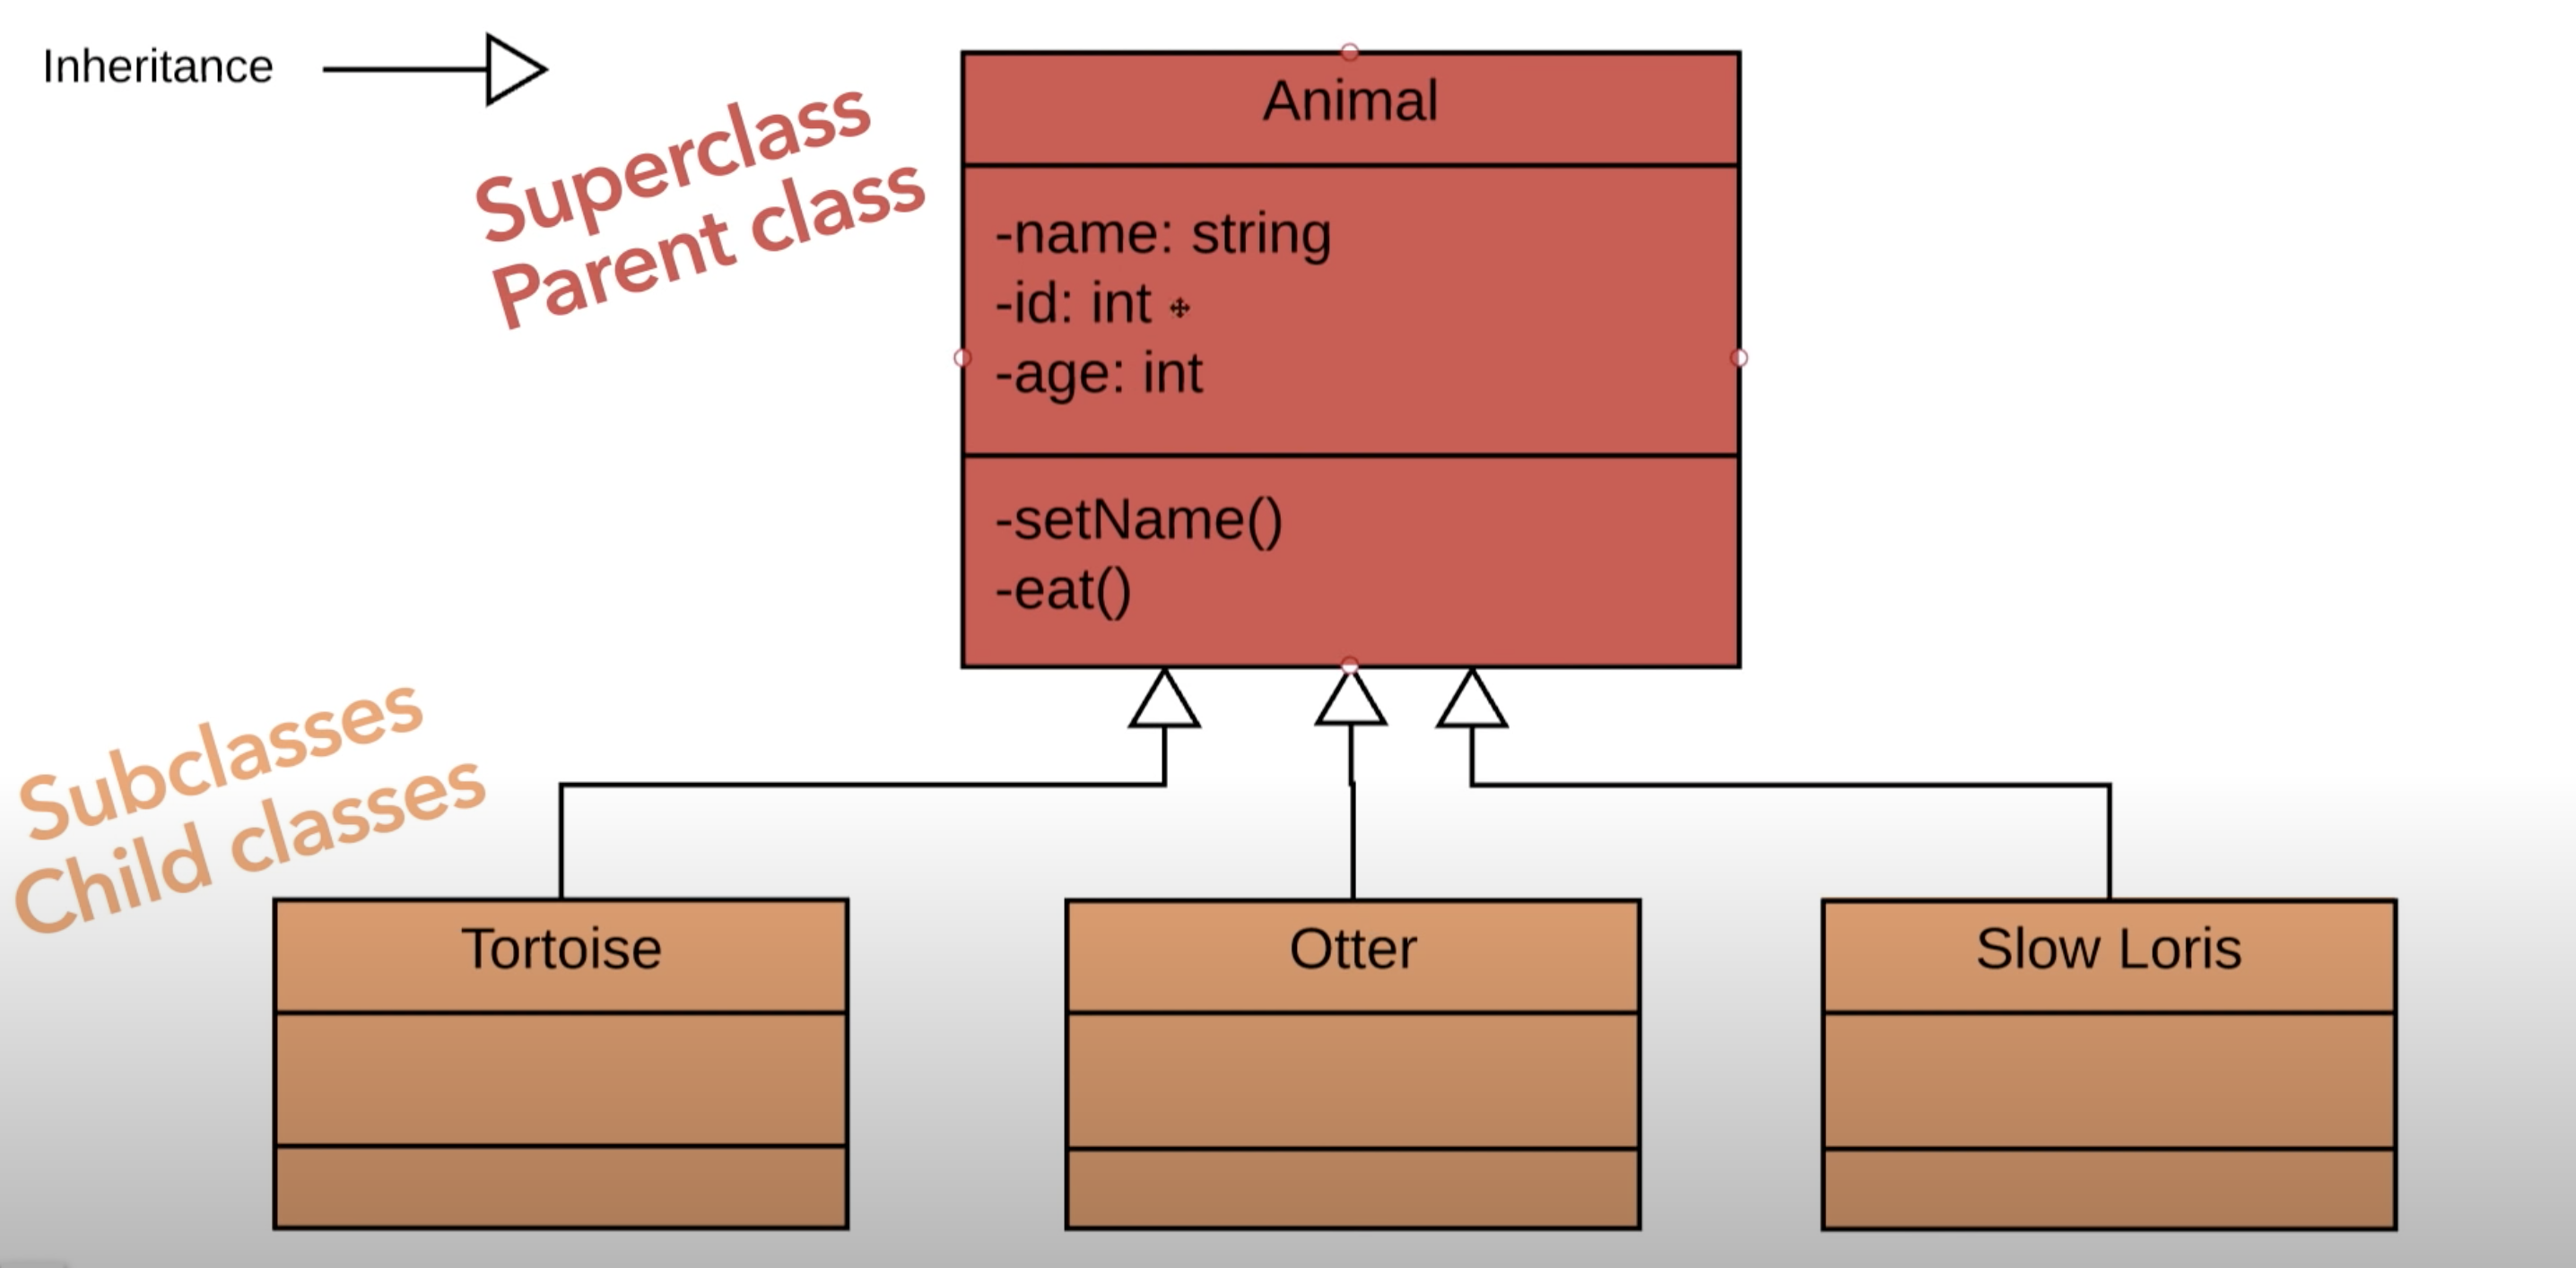 Inheritance
Superclass
Parent class
Animal
-name: string
-id: int
-age: int
-setName()
-eat()
Subclasses
Child classes
Tortoise
Otter
Slow Loris